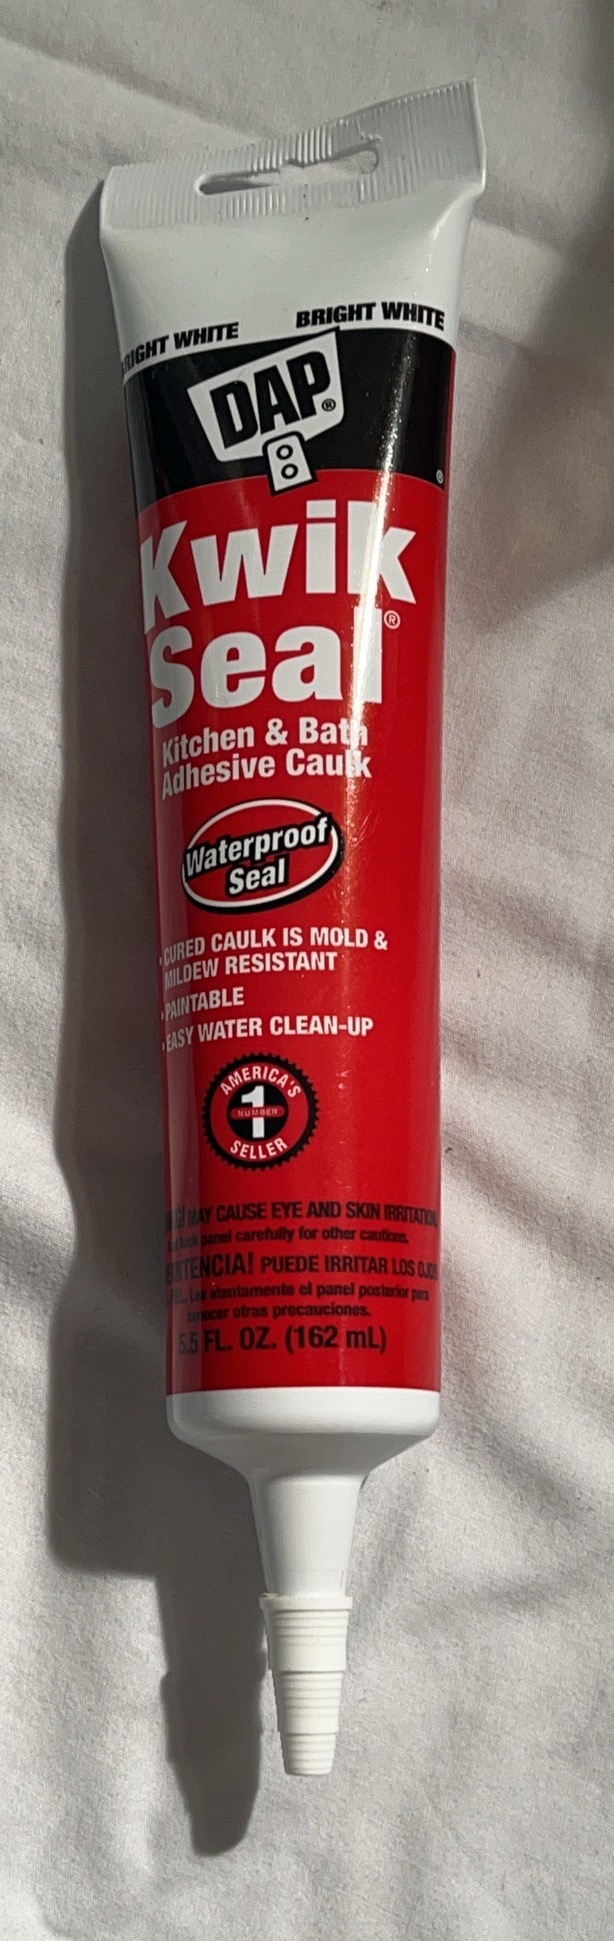 BRIGHT WHITE
BRIGHT WHITE
DAP®
®
Kwik
Seal®
Kitchen & Bath
Adhesive Caulk
Waterproof
Seal
• CURED CAULK IS MOLD &
MILDEW RESISTANT
• PAINTABLE
• EASY WATER CLEAN-UP
AMERICA'S
1
NUMBER
SELLER
MAY CAUSE EYE AND SKIN IRRITATION
panel carefully for other cautions.
PUEDE IRRITAR LOS OJOS
Lea atentamente el panel posterior para
conocer otras precauciones.
5.5 FL. OZ. (162 mL)